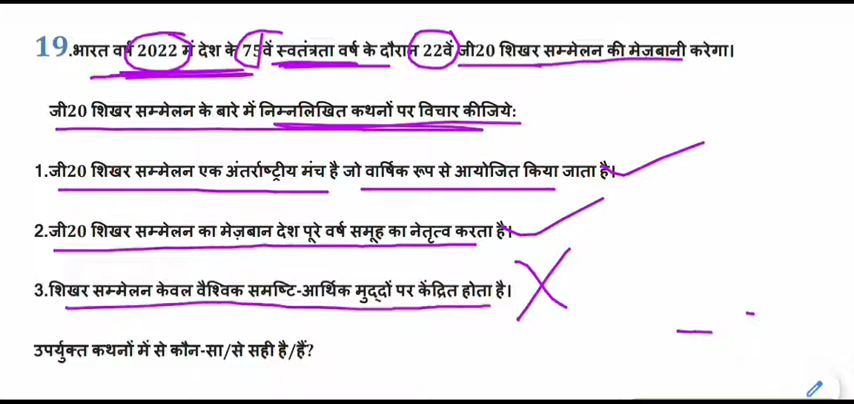 19.भारत वर्ष 2022 में देश के 75वें स्वतंत्रता वर्ष के दौरान 22वें जी20 शिखर सम्मेलन की मेजबानी करेगा।
जी20 शिखर सम्मेलन के बारे में निम्नलिखित कथनों पर विचार कीजिये:
1.जी20 शिखर सम्मेलन एक अंतर्राष्ट्रीय मंच है जो वार्षिक रूप से आयोजित किया जाता है।
2.जी20 शिखर सम्मेलन का मेज़बान देश पूरे वर्ष समूह का नेतृत्व करता है।
3.शिखर सम्मेलन केवल वैश्विक समष्टि-आर्थिक मुद्दों पर केंद्रित होता है।
उपर्युक्त कथनों में से कौन-सा/से सही है/हैं?